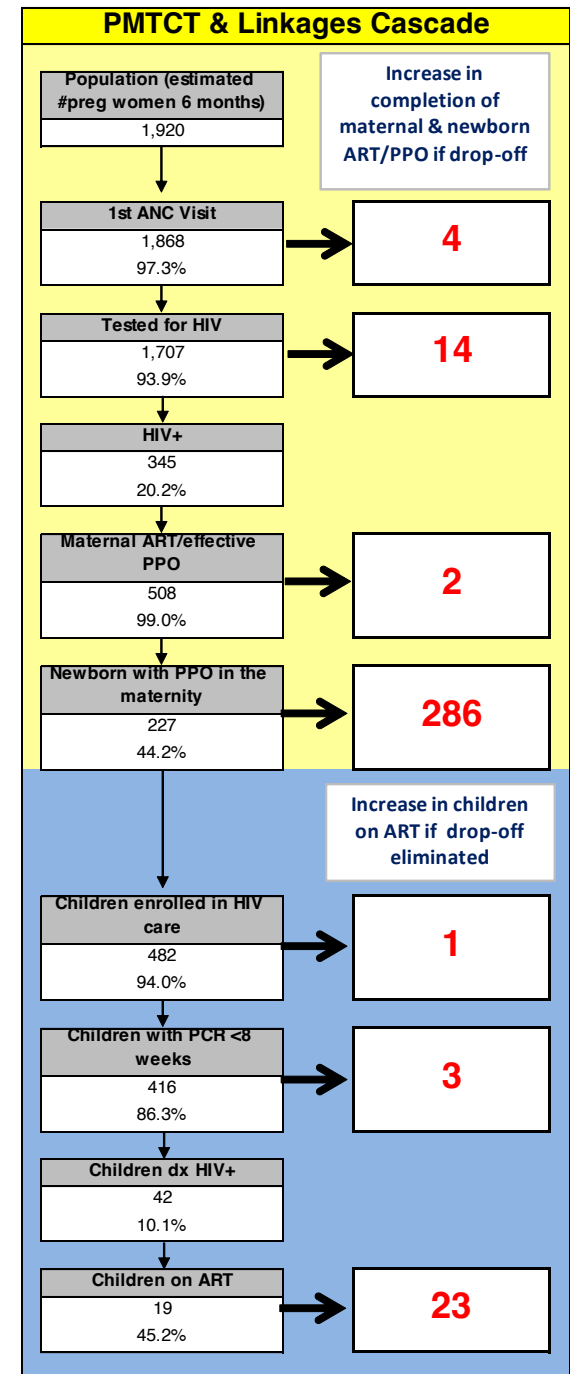 PMTCT & Linkages Cascade
Population (estimated
#preg women 6 months)
1,920
Increase in
completion of
maternal & newborn
ART/PPO if drop-off
1st ANC Visit
1,868
97.3%
4
Tested for HIV
1,707
93.9%
14
HIV+
345
20.2%
Maternal ART/effective
PPO
508
99.0%
2
Newborn with PPO in the
maternity
227
44.2%
286
Increase in children
on ART if drop-off
eliminated
Children enrolled in HIV
care
482
94.0%
1
Children with PCR <8
weeks
416
86.3%
3
Children dx HIV+
42
10.1%
Children on ART
19
45.2%
23